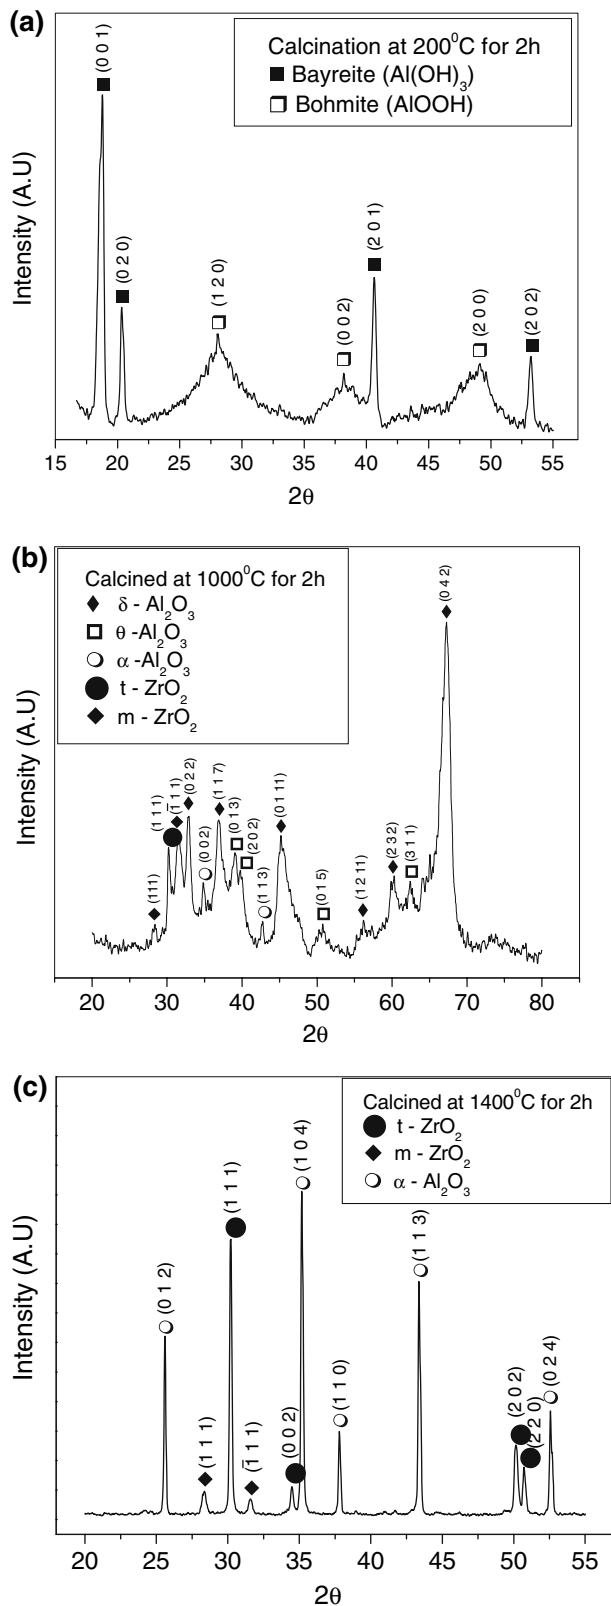 (a)
Calcination at 200⁰C for 2h
Bayreite (Al(OH)₃)
Bohmite (AlOOH)
(0 0 1)
(0 2 0)
(1 2 0)
(0 0 2)
(2 0 1)
(2 0 0)
(2 0 2)
Intensity (A.U)
15 20 25 30 35 40 45 50 55
2θ
(b)
Calcined at 1000⁰C for 2h
δ - Al₂O₃
θ -Al₂O₃
α -Al₂O₃
t - ZrO₂
m - ZrO₂
(111)
(1 1 1)
(1̅ 1 1)
(0 2 2)
(0 0 2)
(1 1 7)
(0 1 3)
(2 0 2)
(1 1 3)
(0 1 11)
(0 1 5)
(1 2 11)
(2 3 2)
(3 1 1)
(0 4 2)
Intensity (A.U)
20 30 40 50 60 70 80
2θ
(c)
Calcined at 1400⁰C for 2h
t - ZrO₂
m - ZrO₂
α - Al₂O₃
(0 1 2)
(1 1 1)
(1 1 1)
(1̅ 1 1)
(0 0 2)
(1 0 4)
(1 1 0)
(1 1 3)
(2 0 2)
(2 2 0)
(0 2 4)
Intensity (A.U)
20 25 30 35 40 45 50 55
2θ